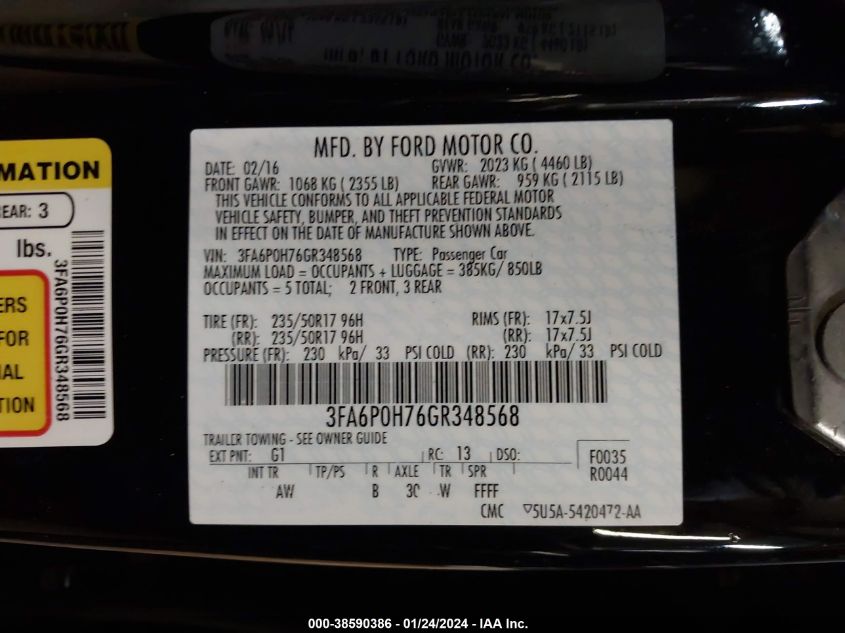 MFD. BY FORD MOTOR CO.
DATE: 02/16 GVWR: 2023 KG ( 4460 LB)
FRONT GAWR: 1068 KG ( 2355 LB) REAR GAWR: 959 KG ( 2115 LB)
THIS VEHICLE CONFORMS TO ALL APPLICABLE FEDERAL MOTOR
VEHICLE SAFETY, BUMPER, AND THEFT PREVENTION STANDARDS
IN EFFECT ON THE DATE OF MANUFACTURE SHOWN ABOVE.
VIN: 3FA6P0H76GR348568 TYPE: Passenger Car
MAXIMUM LOAD = OCCUPANTS + LUGGAGE = 385KG/ 850LB
OCCUPANTS = 5 TOTAL; 2 FRONT, 3 REAR
TIRE (FR): 235/50R17 96H RIMS (FR): 17x7.5J
(RR): 235/50R17 96H (RR): 17x7.5J
PRESSURE (FR): 230 kPa/ 33 PSI COLD (RR): 230 kPa/ 33 PSI COLD
3FA6P0H76GR348568
TRAILER TOWING - SEE OWNER GUIDE
EXT PNT: G1 RC: 13 DSO: F0035
INT TR TP/PS R AXLE TR SPR R0044
AW B W FFFF
CMC ▽5U5A-5420472-AA
MATION
EAR: 3
lbs.
ERS
FOR
AL
TION
3FA6P0H76GR348568
000-38590386 - 01/24/2024 - IAA Inc.